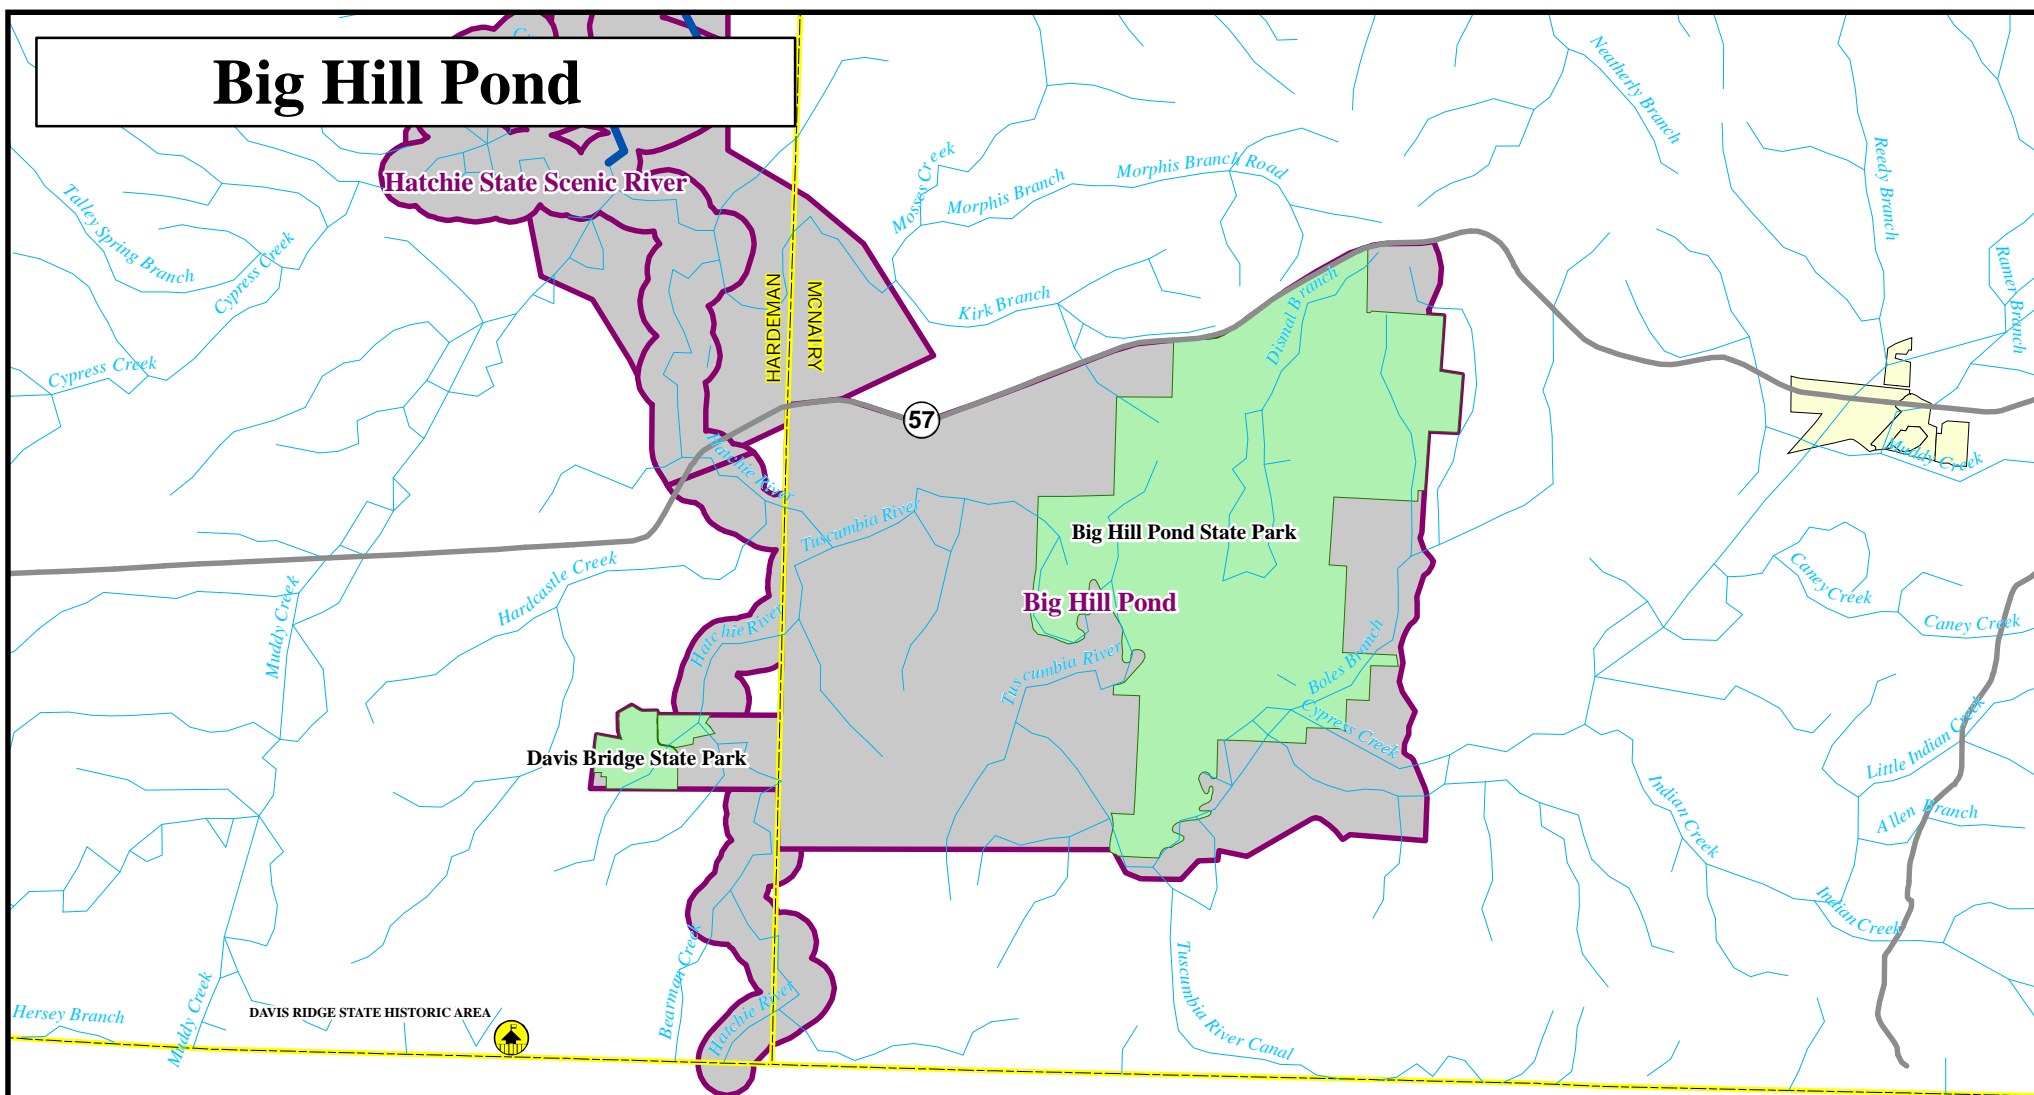 Big Hill Pond
Hatchie State Scenic River
Talley Spring Branch
Cypress Creek
Cypress Creek
HARDEMAN
MCNAIRY
Mosses Creek
Morphis Branch
Morphis Branch Road
Kirk Branch
Dismal Branch
Neatherly Branch
Reedy Branch
Ramer Branch
57
Hatchie River
Tuscumbia River
Muddy Creek
Big Hill Pond State Park
Big Hill Pond
Hardcastle Creek
Muddy Creek
Hatchie River
Tuscumbia River
Boles Branch
Cypress Creek
Caney Creek
Caney Creek
Davis Bridge State Park
Little Indian Creek
Allen Branch
Indian Creek
Indian Creek
Bearman Creek
Hatchie River
Tuscumbia River Canal
Muddy Creek
Hersey Branch
DAVIS RIDGE STATE HISTORIC AREA